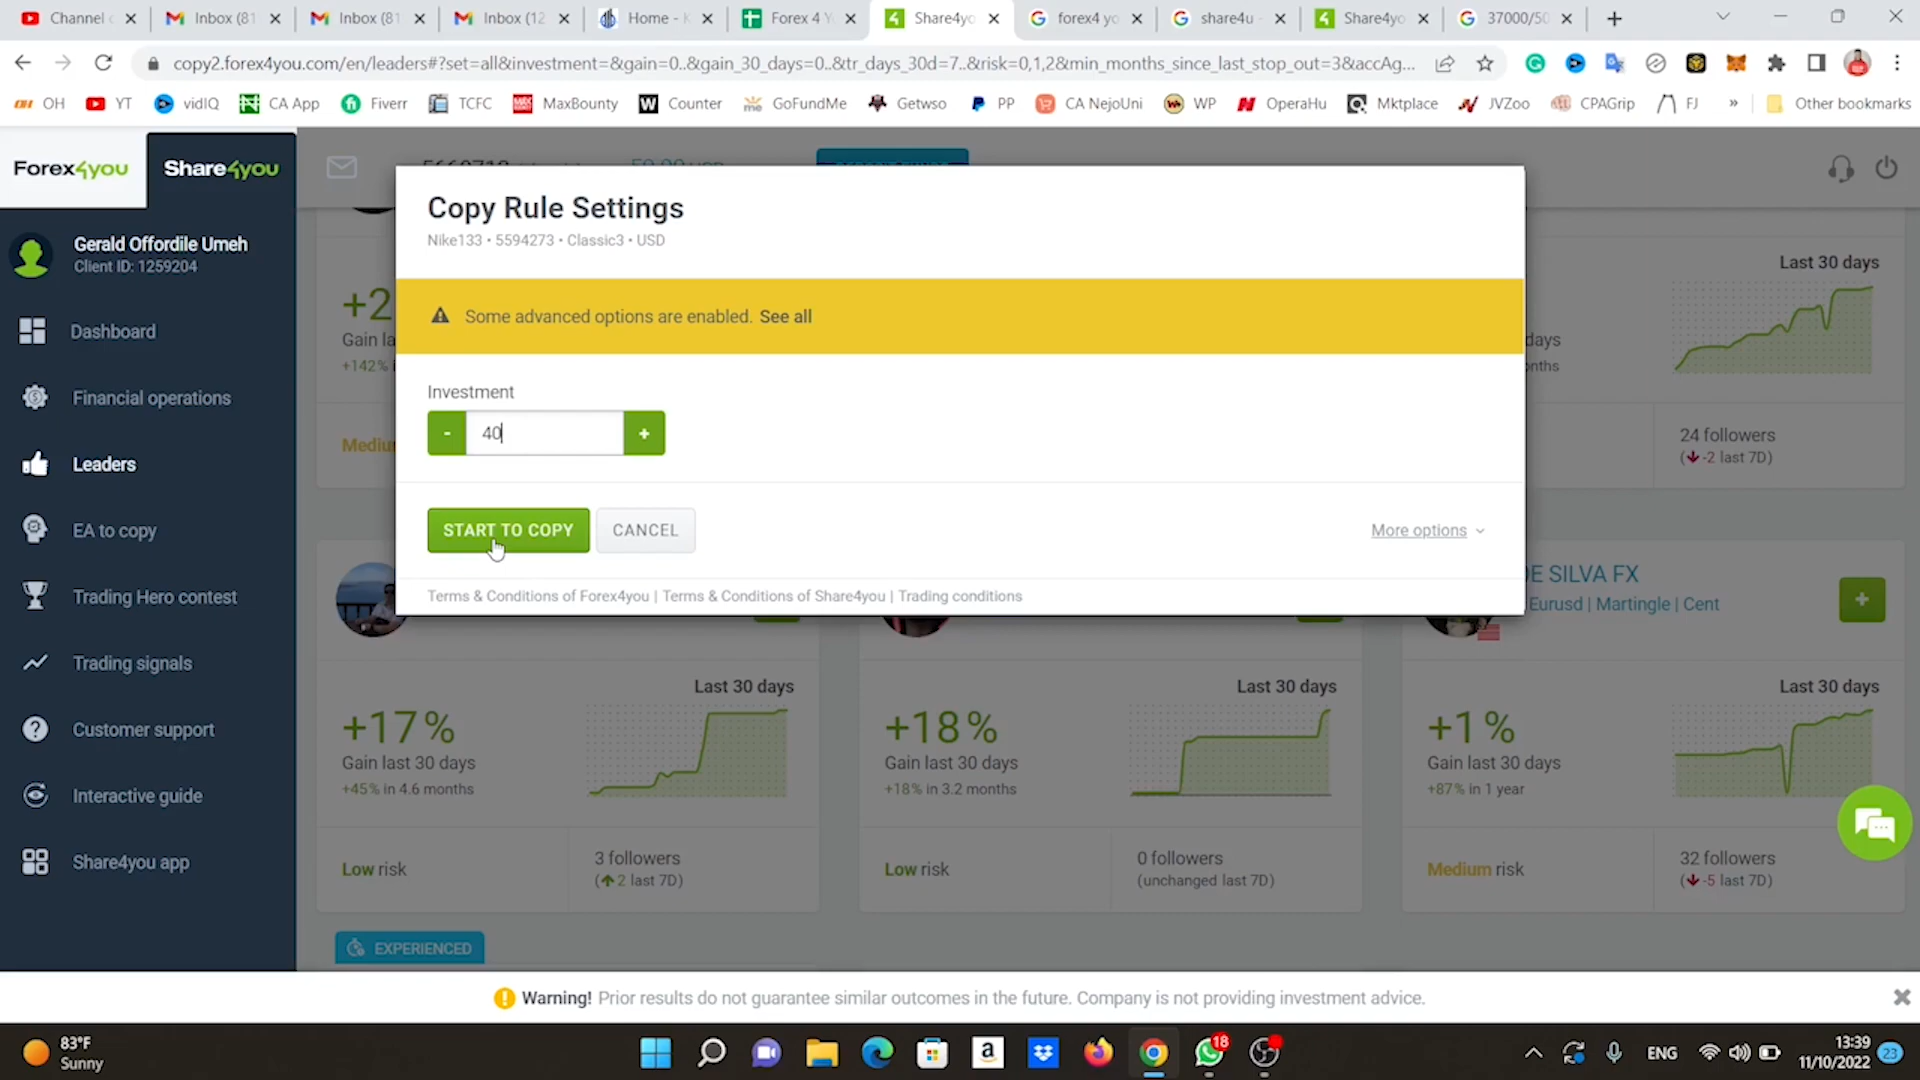 Channel
Inbox (81
Inbox (81
Inbox (12
Home - K
Forex 4 Y
Share4yo
forex4 yo
share4u -
Share4yo
37000/50
copy2.forex4you.com/en/leaders#?set=all&investment=&gain=0..&gain_30_days=0..&tr_days_30d=7..&risk=0,1,2&min_months_since_last_stop_out=3&accAg...
OH
YT
vidIQ
CA App
Fiverr
TCFC
MaxBounty
Counter
GoFundMe
Getwso
PP
CA NejoUni
WP
OperaHu
Mktplace
JVZoo
CPAGrip
FJ
»
Other bookmarks
Forex4you
Share4you
Gerald Offordile Umeh
Client ID: 1259204
Dashboard
Financial operations
Leaders
EA to copy
Trading Hero contest
Trading signals
Customer support
Interactive guide
Share4you app
Copy Rule Settings
Nike133 • 5594273 • Classic3 • USD
Some advanced options are enabled. See all
Investment
- 40 +
START TO COPY
CANCEL
More options
Terms & Conditions of Forex4you | Terms & Conditions of Share4you | Trading conditions
+2
Gain la
+142%
Last 30 days
days
24 followers
(-2 last 7D)
DE SILVA FX
Eurusd | Martingle | Cent
+
Last 30 days
+17%
Gain last 30 days
+45% in 4.6 months
Low risk
3 followers
(2 last 7D)
Last 30 days
+18%
Gain last 30 days
+18% in 3.2 months
Low risk
0 followers
(unchanged last 7D)
Last 30 days
+1%
Gain last 30 days
+87% in 1 year
Medium risk
32 followers
(-5 last 7D)
EXPERIENCED
Warning! Prior results do not guarantee similar outcomes in the future. Company is not providing investment advice.
83°F
Sunny
18
ENG
13:39
11/10/2022
23